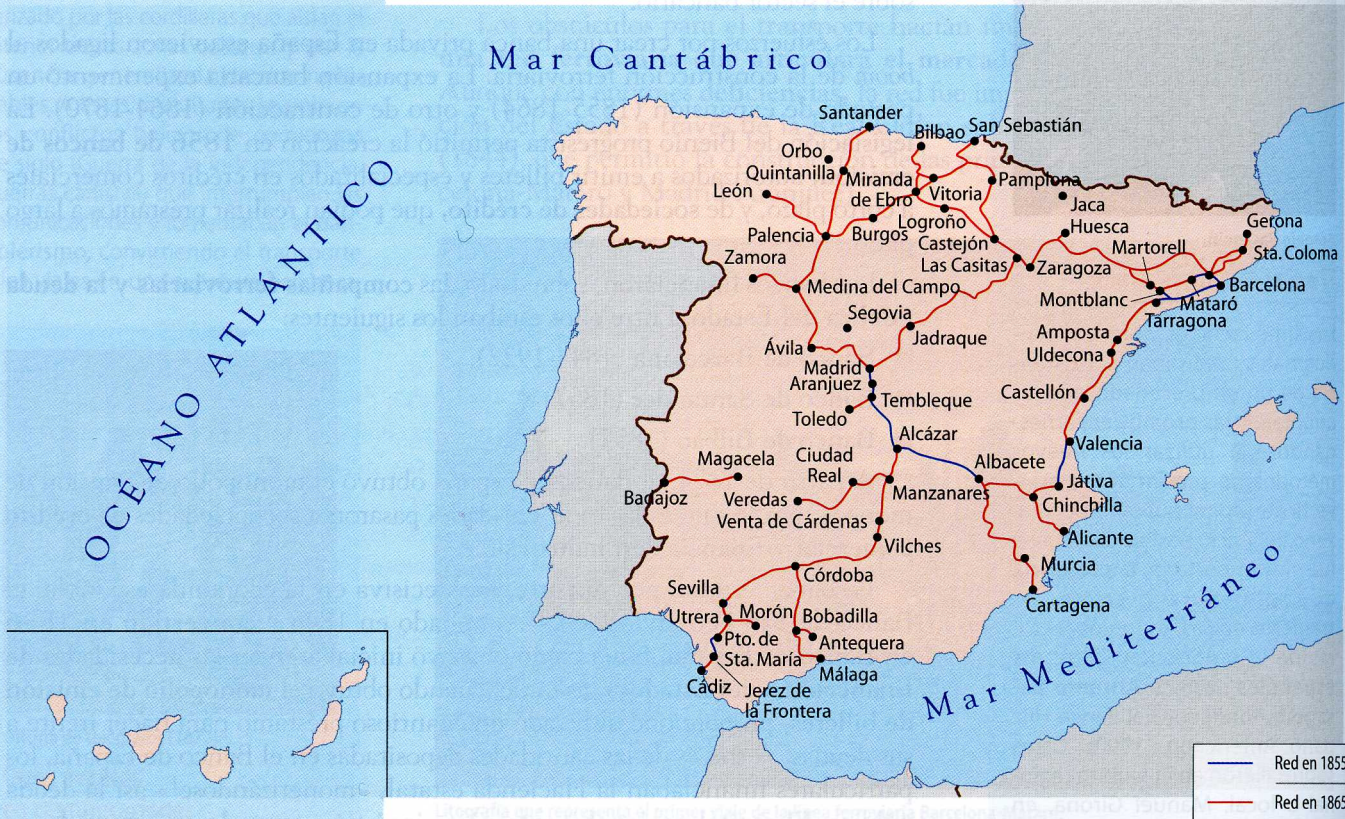 Mar Cantábrico
OCÉANO ATLÁNTICO
Mar Mediterráneo
Santander
Bilbao
San Sebastián
Orbo
Quintanilla
León
Miranda
de Ebro
Vitoria
Pamplona
Jaca
Logroño
Huesca
Gerona
Palencia
Burgos
Castejón
Martorell
Sta. Coloma
Zamora
Las Casitas
Zaragoza
Barcelona
Medina del Campo
Montblanc
Mataró
Tarragona
Segovia
Jadraque
Amposta
Uldecona
Ávila
Madrid
Aranjuez
Tembleque
Toledo
Castellón
Alcázar
Valencia
Magacela
Ciudad
Real
Albacete
Játiva
Badajoz
Veredas
Manzanares
Chinchilla
Venta de Cárdenas
Alicante
Vilches
Murcia
Córdoba
Cartagena
Sevilla
Utrera
Morón
Bobadilla
Pto. de
Sta. María
Antequera
Málaga
Cádiz
Jerez de
la Frontera
Red en 1855
Red en 1865